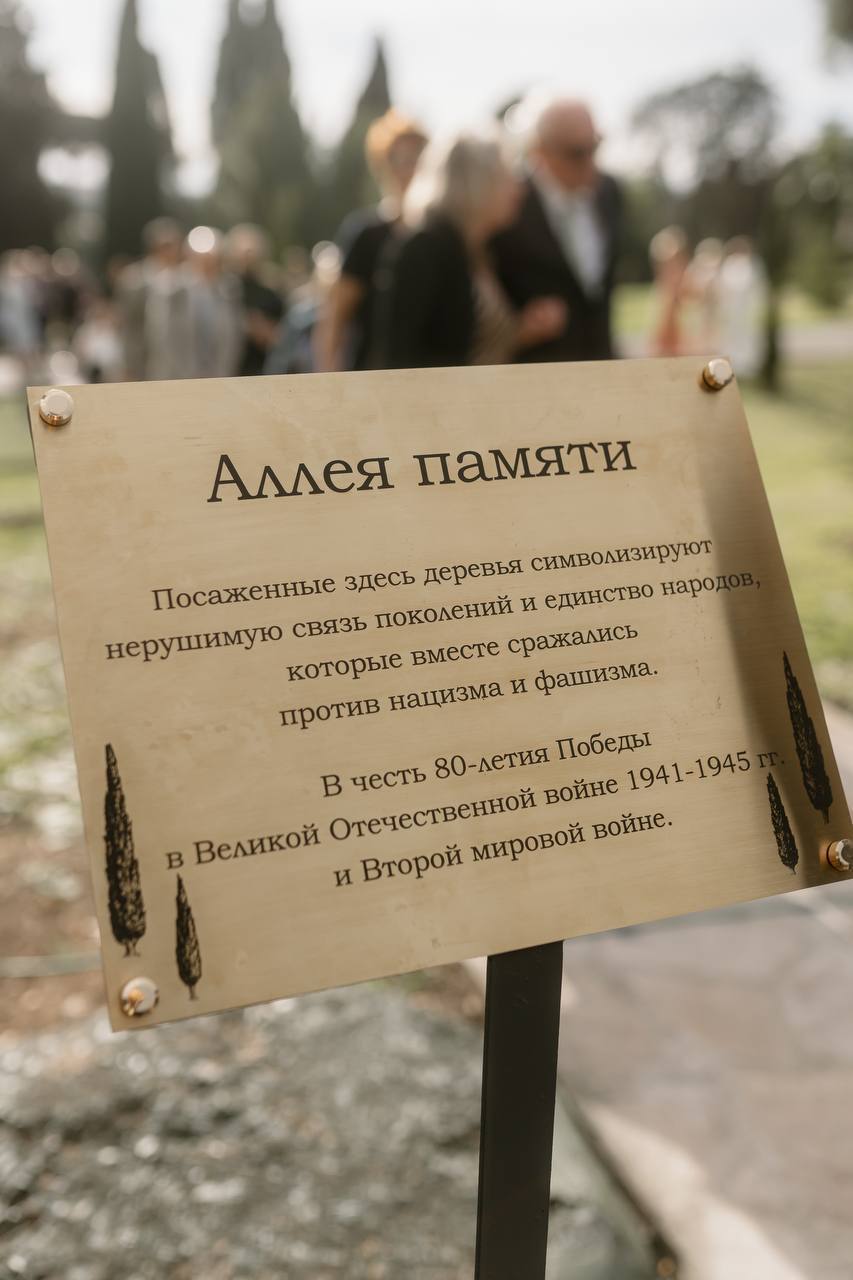 Аллея памяти
Посаженные здесь деревья символизируют
нерушимую связь поколений и единство народов,
которые вместе сражались
против нацизма и фашизма.
В честь 80-летия Победы
в Великой Отечественной войне 1941-1945 гг.
и Второй мировой войне.